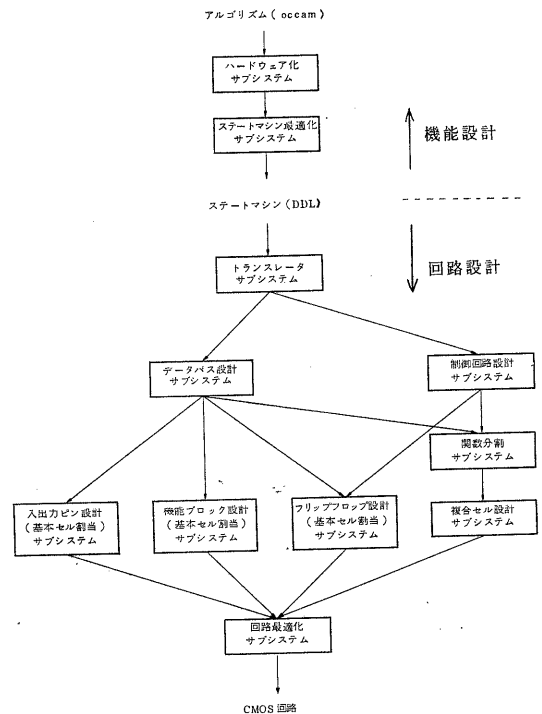 アルゴリズム（occam）
ハードウェア化
サブシステム
ステートマシン最適化
サブシステム
機能設計
ステートマシン（DDL）
回路設計
トランスレータ
サブシステム
データパス設計
サブシステム
制御回路設計
サブシステム
関数分割
サブシステム
入出力ピン設計
（基本セル割当）
サブシステム
機能ブロック設計
（基本セル割当）
サブシステム
フリップフロップ設計
（基本セル割当）
サブシステム
複合セル設計
サブシステム
回路最適化
サブシステム
CMOS回路